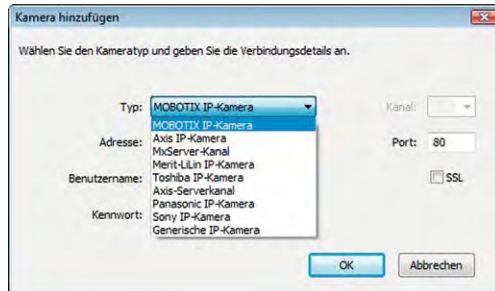 Kamera hinzufügen
Wählen Sie den Kameratyp und geben Sie die Verbindungsdetails an.
Typ: MOBOTIX IP-Kamera Kanal:
MOBOTIX IP-Kamera
Axis IP-Kamera
MxServer-Kanal
Merit-LiLin IP-Kamera
Toshiba IP-Kamera
Axis-Serverkanal
Panasonic IP-Kamera
Sony IP-Kamera
Generische IP-Kamera
Adresse: Port: 80
Benutzername: SSL
Kennwort:
OK Abbrechen